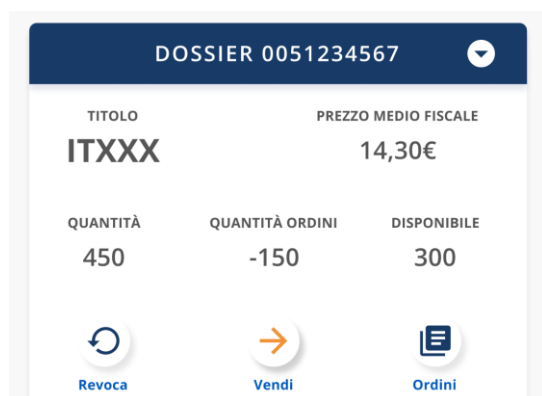 DOSSIER 0051234567
TITOLO PREZZO MEDIO FISCALE
ITXXX 14,30€
QUANTITÀ QUANTITÀ ORDINI DISPONIBILE
450 -150 300
Revoca Vendi Ordini